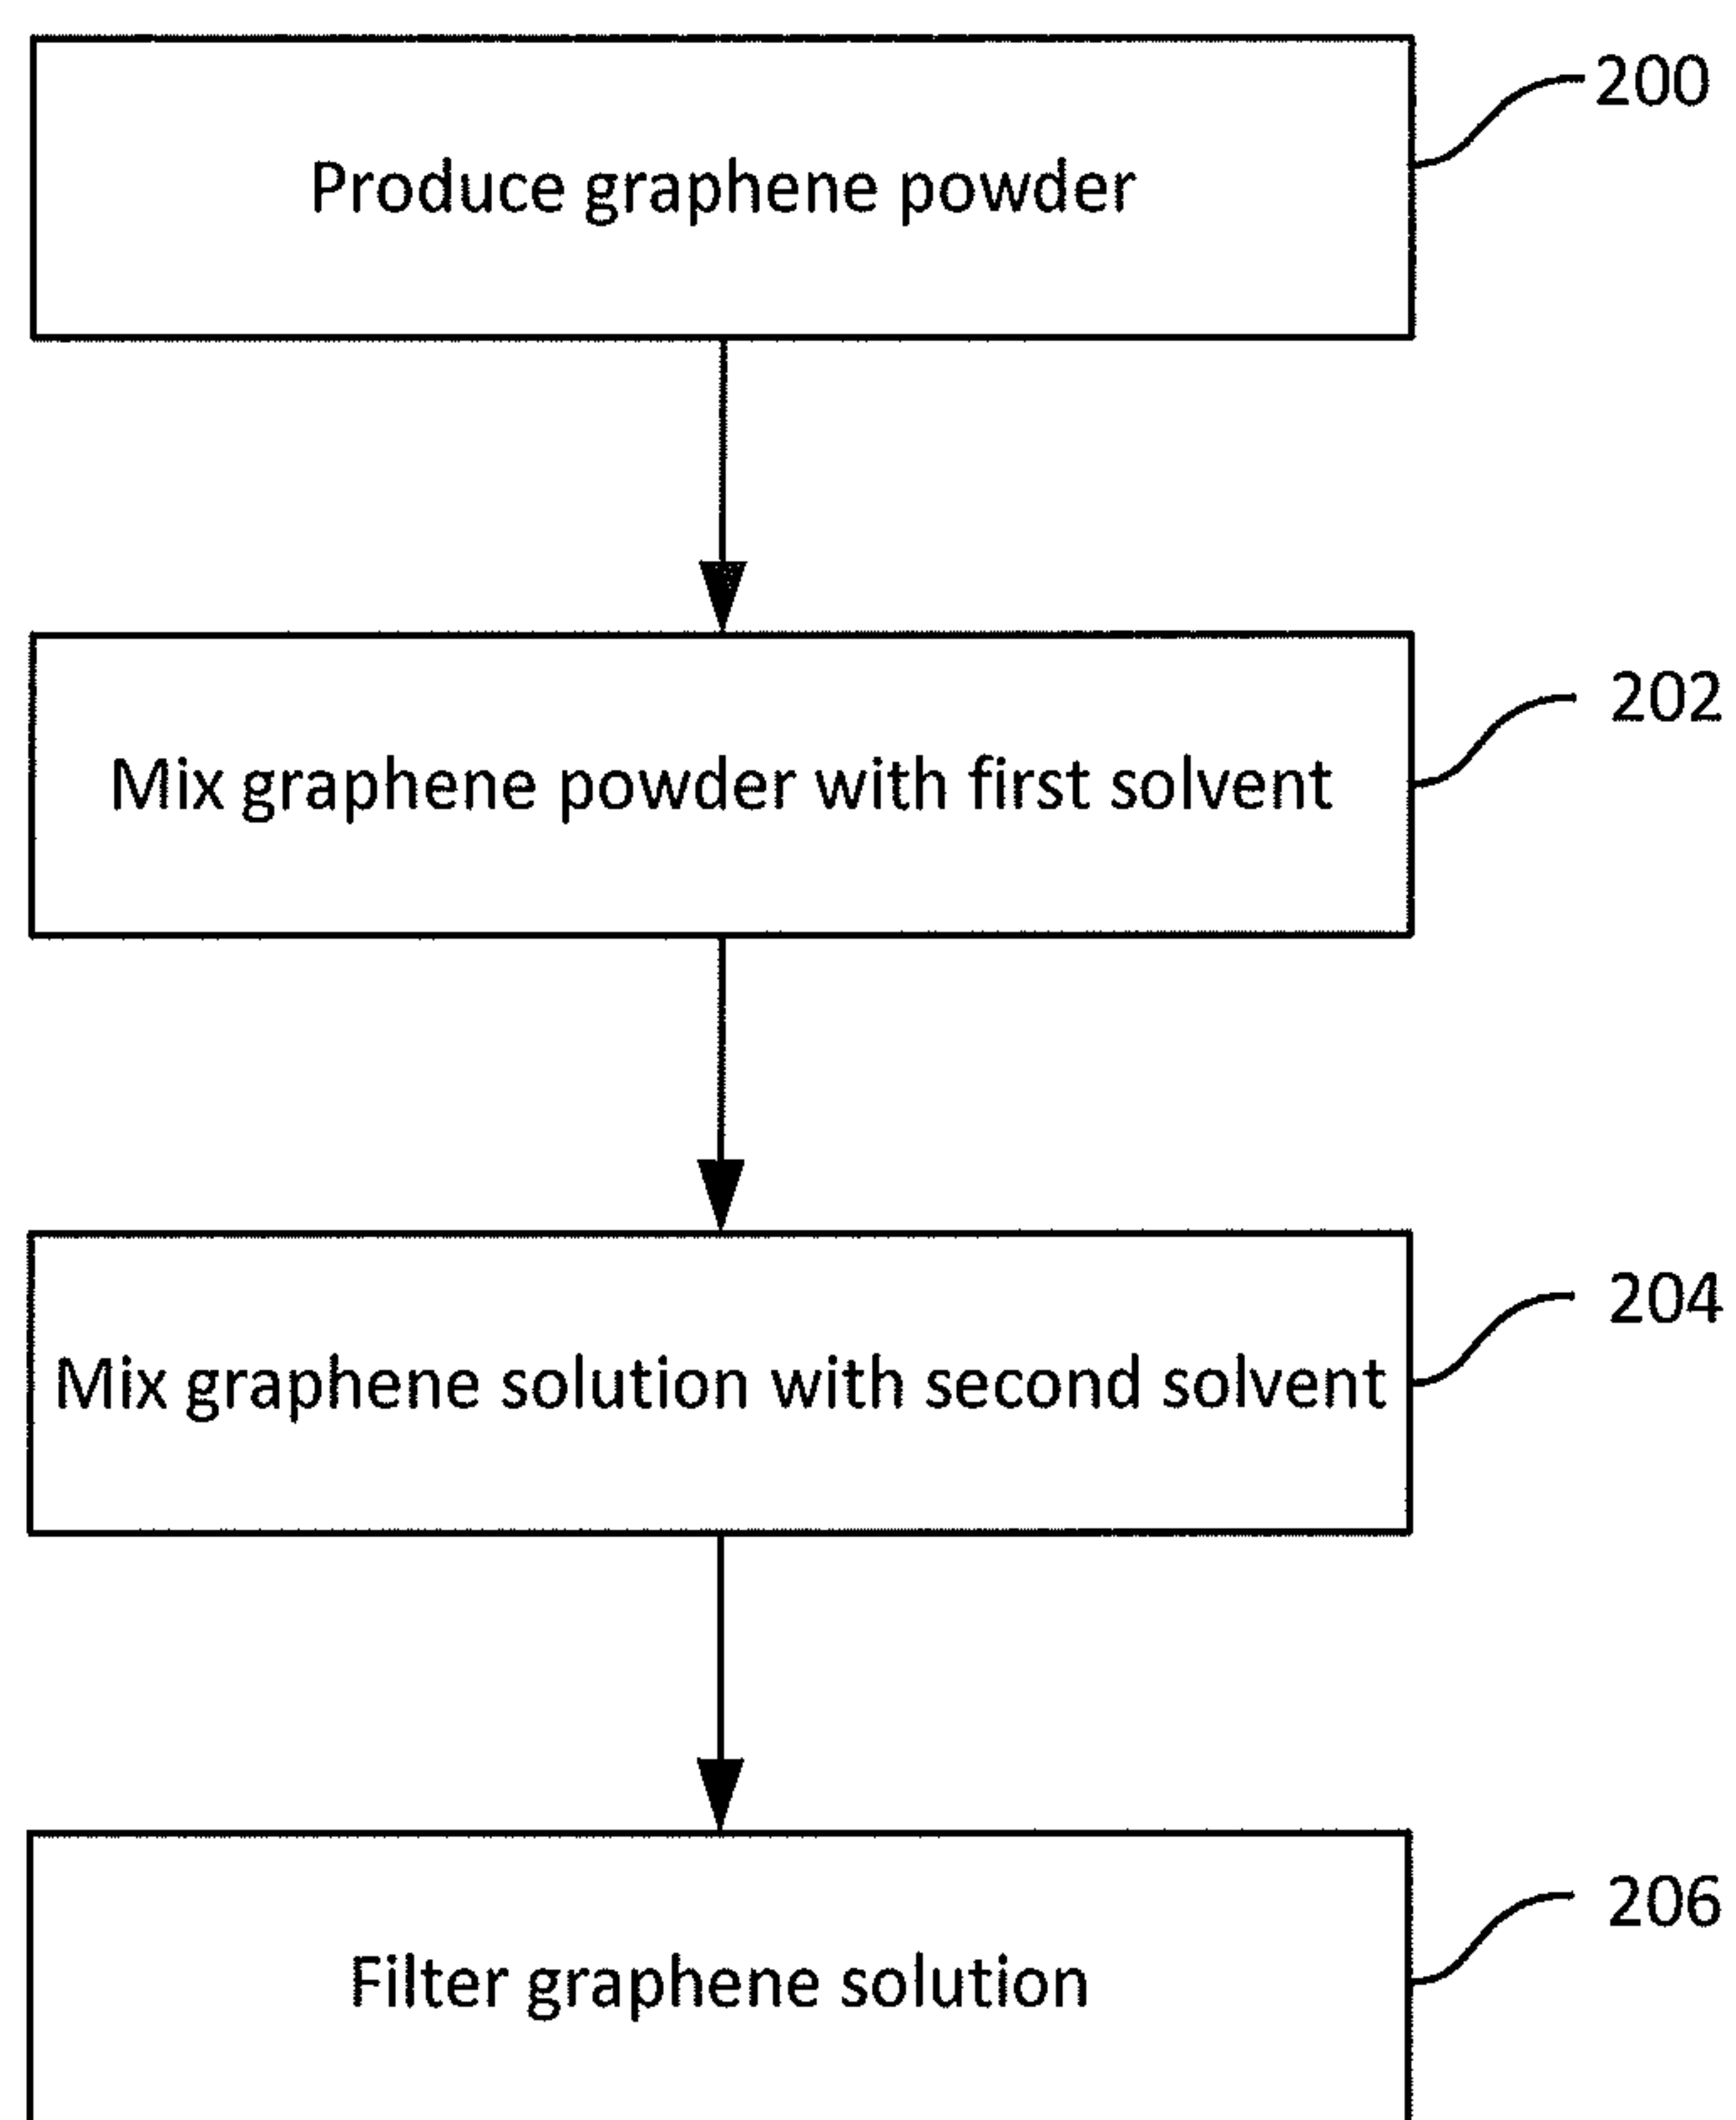 Produce graphene powder
200
Mix graphene powder with first solvent
202
Mix graphene solution with second solvent
204
Filter graphene solution
206